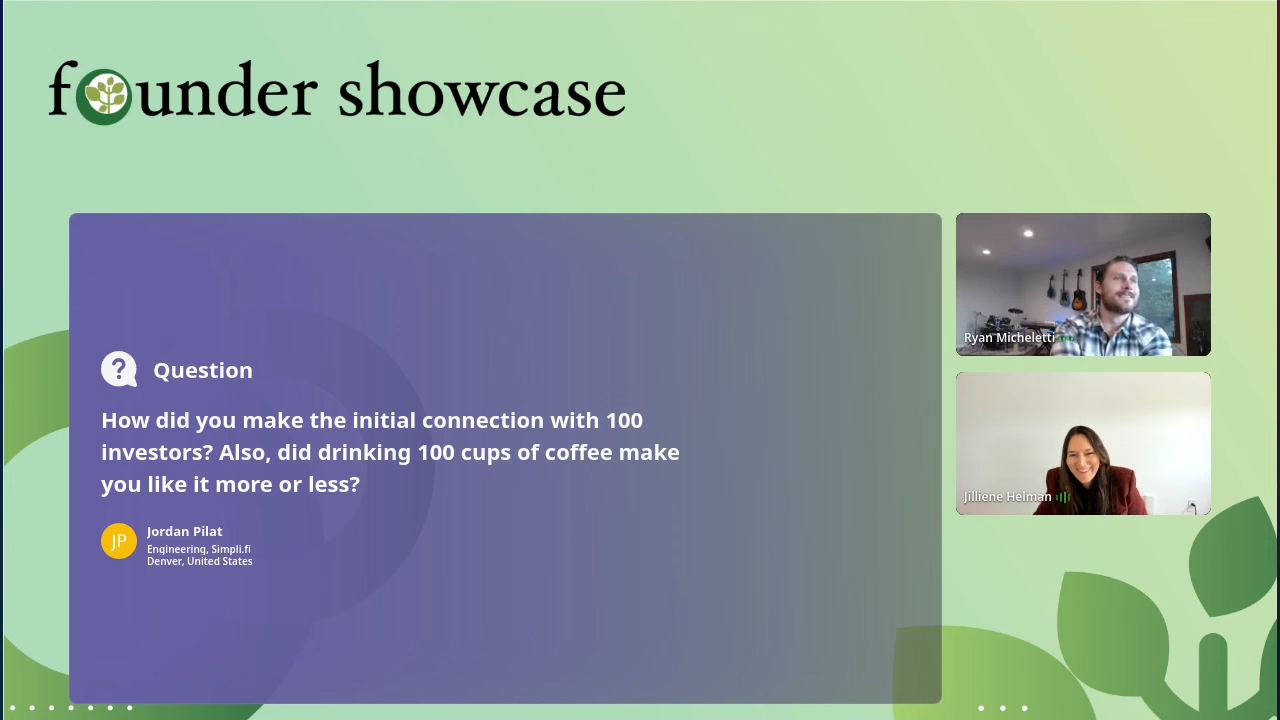 founder showcase
Question
How did you make the initial connection with 100
investors? Also, did drinking 100 cups of coffee make
you like it more or less?
JP
Jordan Pilat
Engineering, Simpli.fi
Denver, United States
Ryan Micheletti
Jilliene Helman